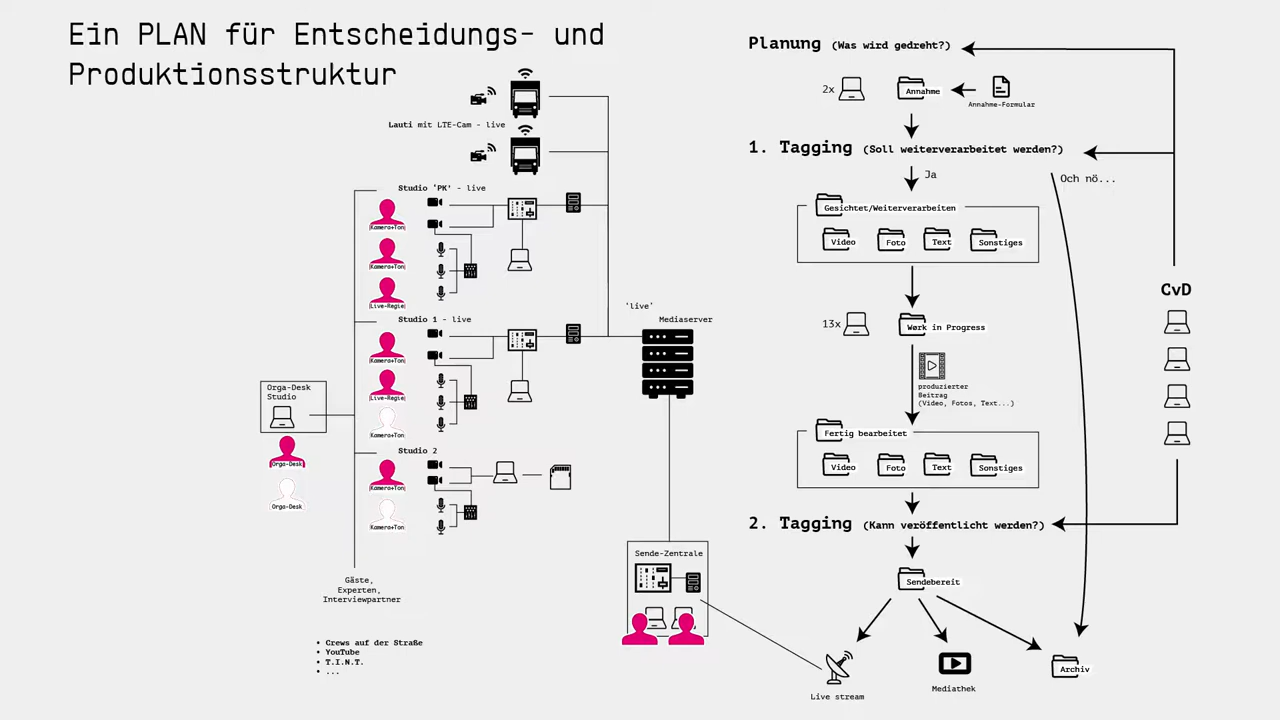 Ein PLAN für Entscheidungs- und
Produktionsstruktur
Lauti mit LTE-Cam - live
Studio 'PK' - live
Kamera+Ton
Kamera+Ton
Live-Regie
Studio 1 - live
Kamera+Ton
Live-Regie
Kamera+Ton
Studio 2
Kamera+Ton
Kamera+Ton
Orga-Desk
Studio
Orga-Desk
Orga-Desk
Gäste,
Experten,
Interviewpartner
• Crews auf der Straße
• YouTube
• T.I.N.T.
• ...
'live'
Mediaserver
Sende-Zentrale
Planung (Was wird gedreht?)
2x
Annahme
Annahme-Formular
1. Tagging (Soll weiterverarbeitet werden?)
Ja
Och nö...
Gesichtet/Weiterverarbeiten
Video
Foto
Text
Sonstiges
13x
Work in Progress
produzierter
Beitrag
(Video, Fotos, Text...)
Fertig bearbeitet
Video
Foto
Text
Sonstiges
2. Tagging (Kann veröffentlicht werden?)
Sendebereit
Live stream
Mediathek
Archiv
CvD